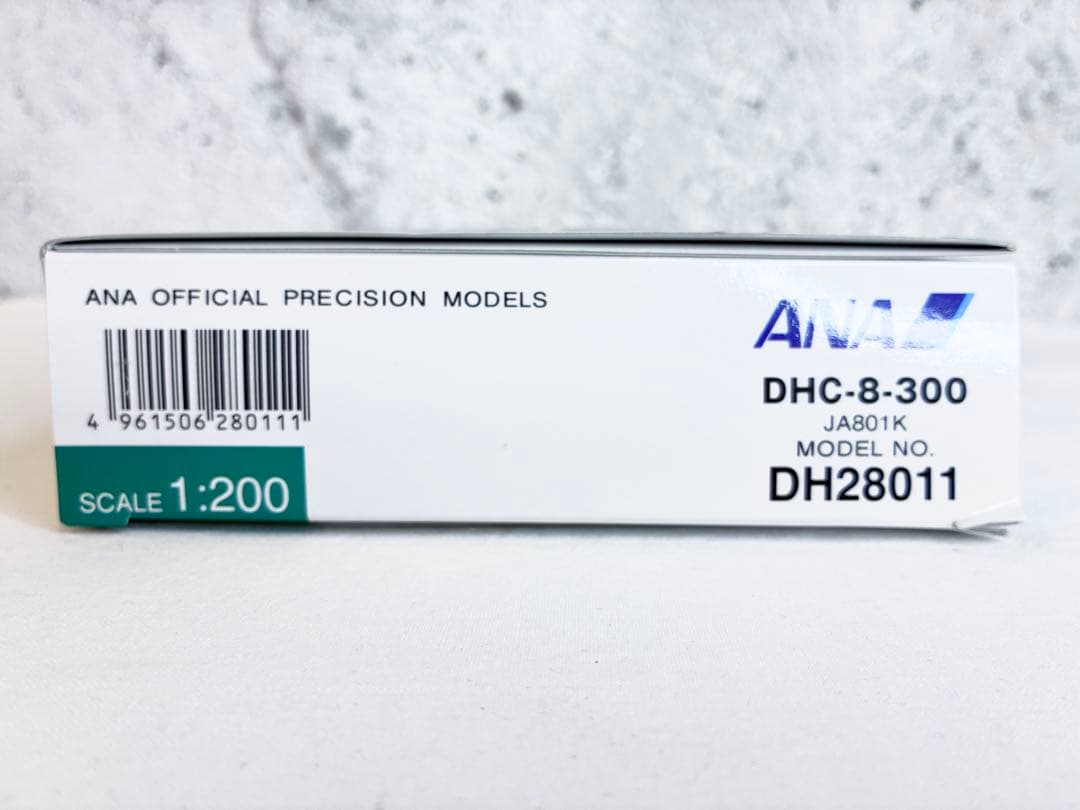 ANA OFFICIAL PRECISION MODELS
4 961506 280111
SCALE 1:200
ANA
DHC-8-300
JA801K
MODEL NO.
DH28011